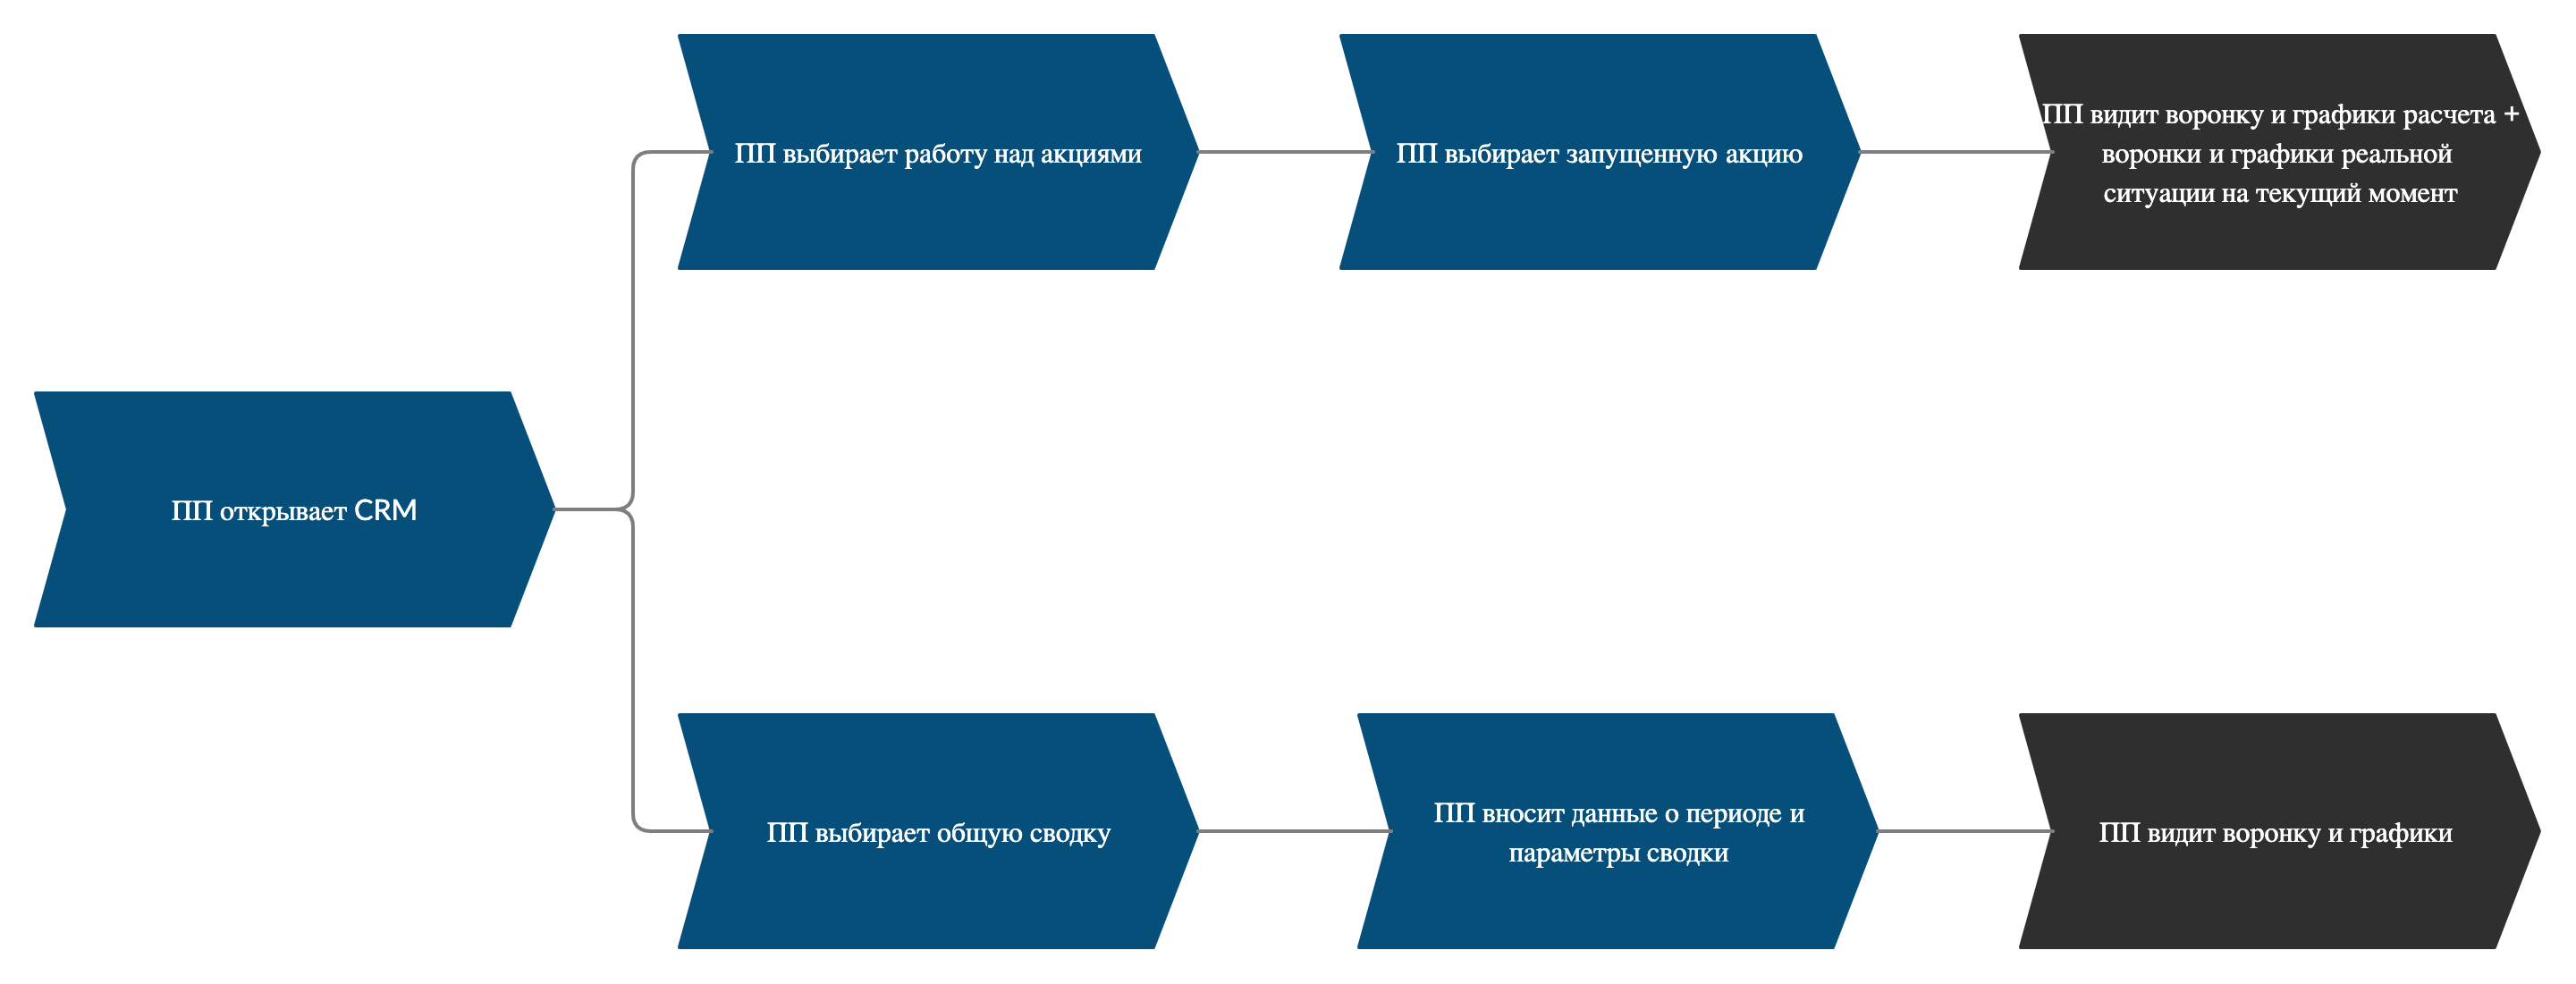 ПП выбирает работу над акциями
ПП выбирает запущенную акцию
ПП видит воронку и графики расчета +
воронки и графики реальной
ситуации на текущий момент
ПП открывает CRM
ПП выбирает общую сводку
ПП вносит данные о периоде и
параметры сводки
ПП видит воронку и графики